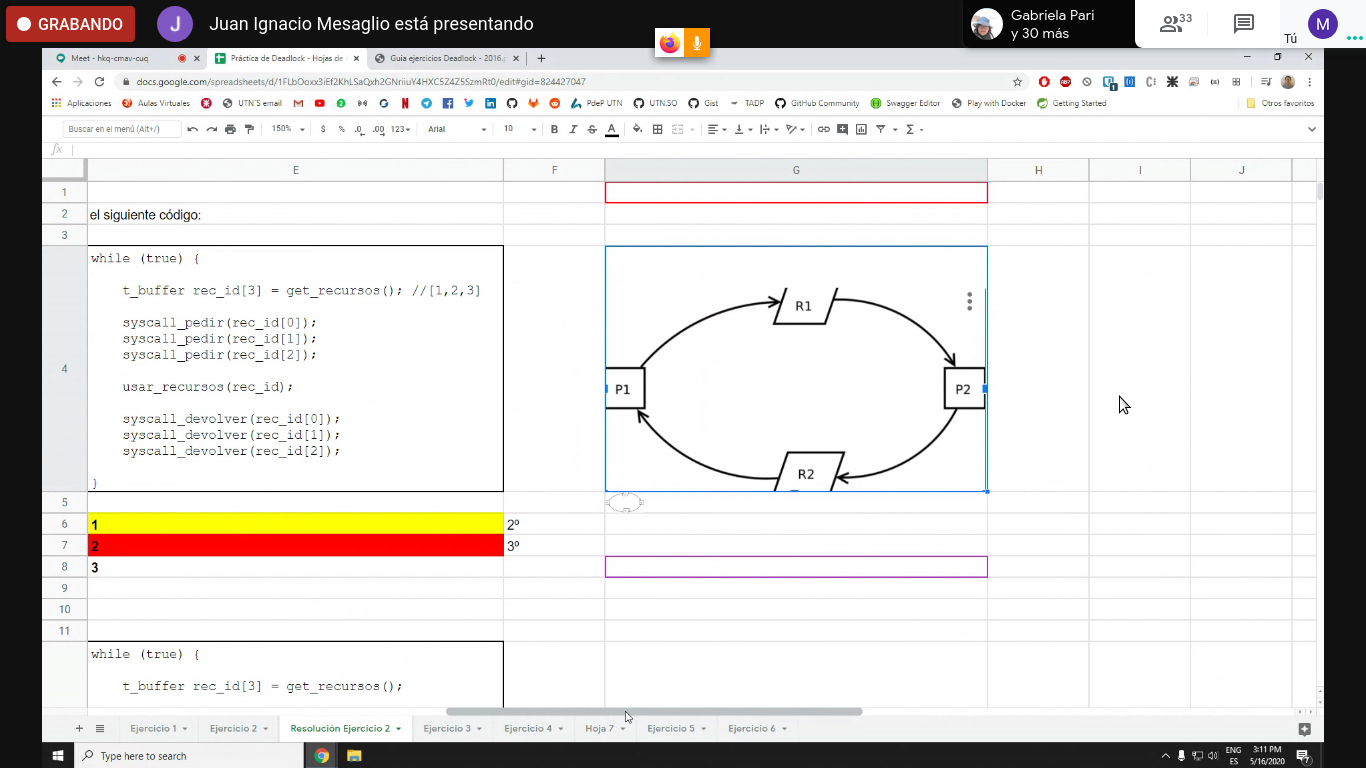 GRABANDO
J
Juan Ignacio Mesaglio está presentando
Gabriela Pari
y 30 más
33
Tú
M
Meet - hkq-cmav-cuq
Práctica de Deadlock - Hojas de
Guia ejercicios Deadlock - 2016.p
docs.google.com/spreadsheets/d/1FLbOoxx3iEf2KhLSaQxh2GNriiuY4HXC5Z4Z5SzmRt0/edit#gid=824427047
Aplicaciones
Aulas Virtuales
UTN'S email
PdeP UTN
UTN.SO
Gist
TADP
GitHub Community
Swagger Editor
Play with Docker
Getting Started
Otros favoritos
Buscar en el menú (Alt+/)
150%
$
%
.0
.00
123
Arial
10
B
I
S
A
fx
E
F
G
H
I
J
1
2
el siguiente código:
3
4
while (true) {
t_buffer rec_id[3] = get_recursos(); //[1,2,3]
syscall_pedir(rec_id[0]);
syscall_pedir(rec_id[1]);
syscall_pedir(rec_id[2]);
usar_recursos(rec_id);
syscall_devolver(rec_id[0]);
syscall_devolver(rec_id[1]);
syscall_devolver(rec_id[2]);
}
R1
P1
P2
R2
5
6
1
2º
7
2
3º
8
3
9
10
11
while (true) {
t_buffer rec_id[3] = get_recursos();
Ejercicio 1
Ejercicio 2
Resolución Ejercicio 2
Ejercicio 3
Ejercicio 4
Hoja 7
Ejercicio 5
Ejercicio 6
Type here to search
ENG
ES
3:11 PM
5/16/2020
7